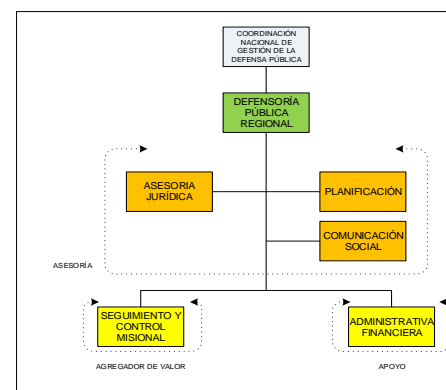 COORDINACIÓN
NACIONAL DE
GESTIÓN DE LA
DEFENSA PÚBLICA
DEFENSORÍA
PÚBLICA
REGIONAL
ASESORIA
JURÍDICA
PLANIFICACIÓN
COMUNICACIÓN
SOCIAL
ASESORÍA
SEGUIMIENTO Y
CONTROL
MISIONAL
ADMINISTRATIVA
FINANCIERA
AGREGADOR DE VALOR
APOYO